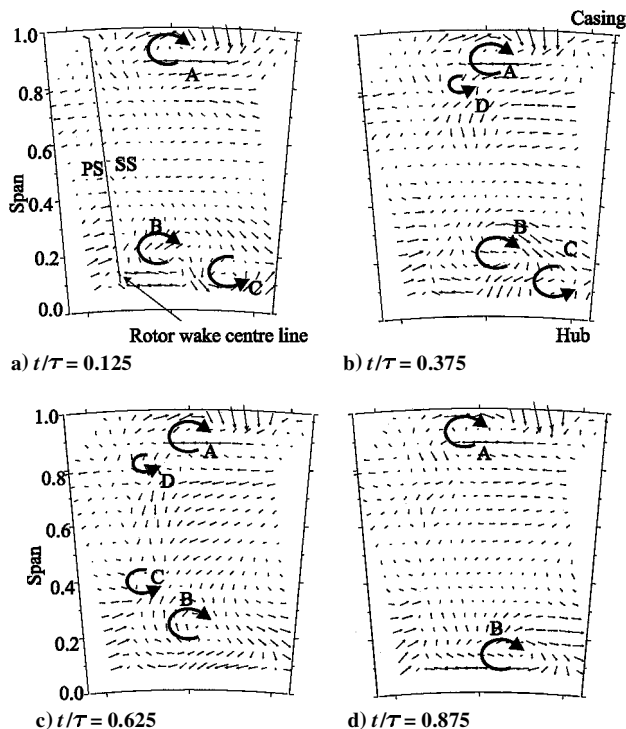 Casing
1.0
0.8
0.6
0.4
0.2
0.0
Span
PS
SS
A
B
C
Rotor wake centre line
a) t/τ = 0.125
A
D
B
C
Hub
b) t/τ = 0.375
1.0
0.8
0.6
0.4
0.2
0.0
Span
A
D
C
B
c) t/τ = 0.625
A
B
d) t/τ = 0.875